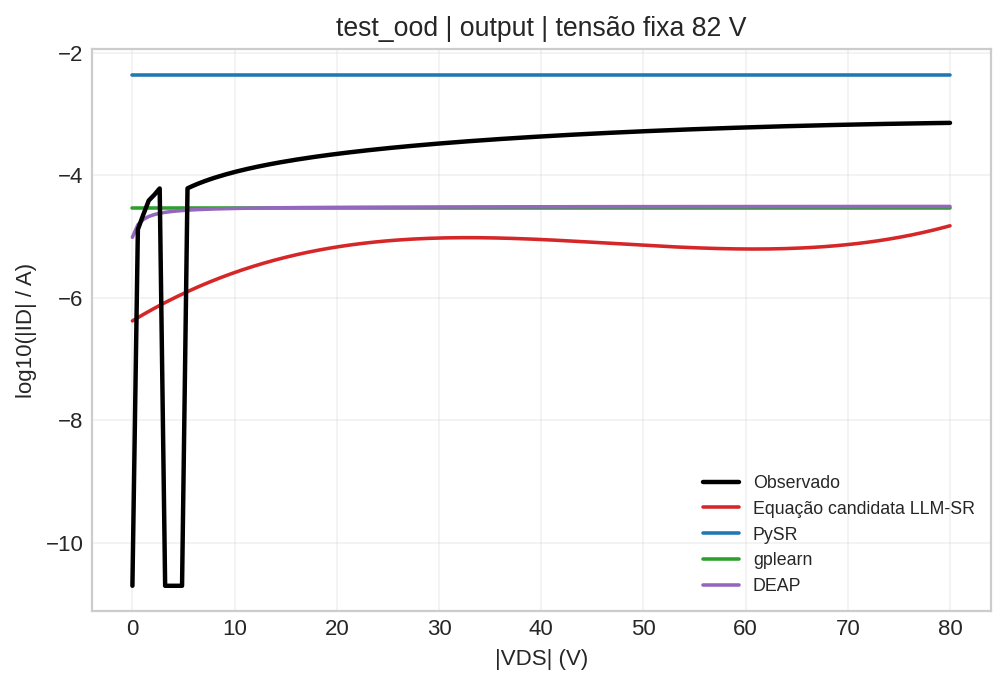 test_ood | output | tensão fixa 82 V
−2
−4
−6
−8
−10
log10(|ID| / A)
0 10 20 30 40 50 60 70 80
|VDS| (V)
Observado
Equação candidata LLM-SR
PySR
gplearn
DEAP